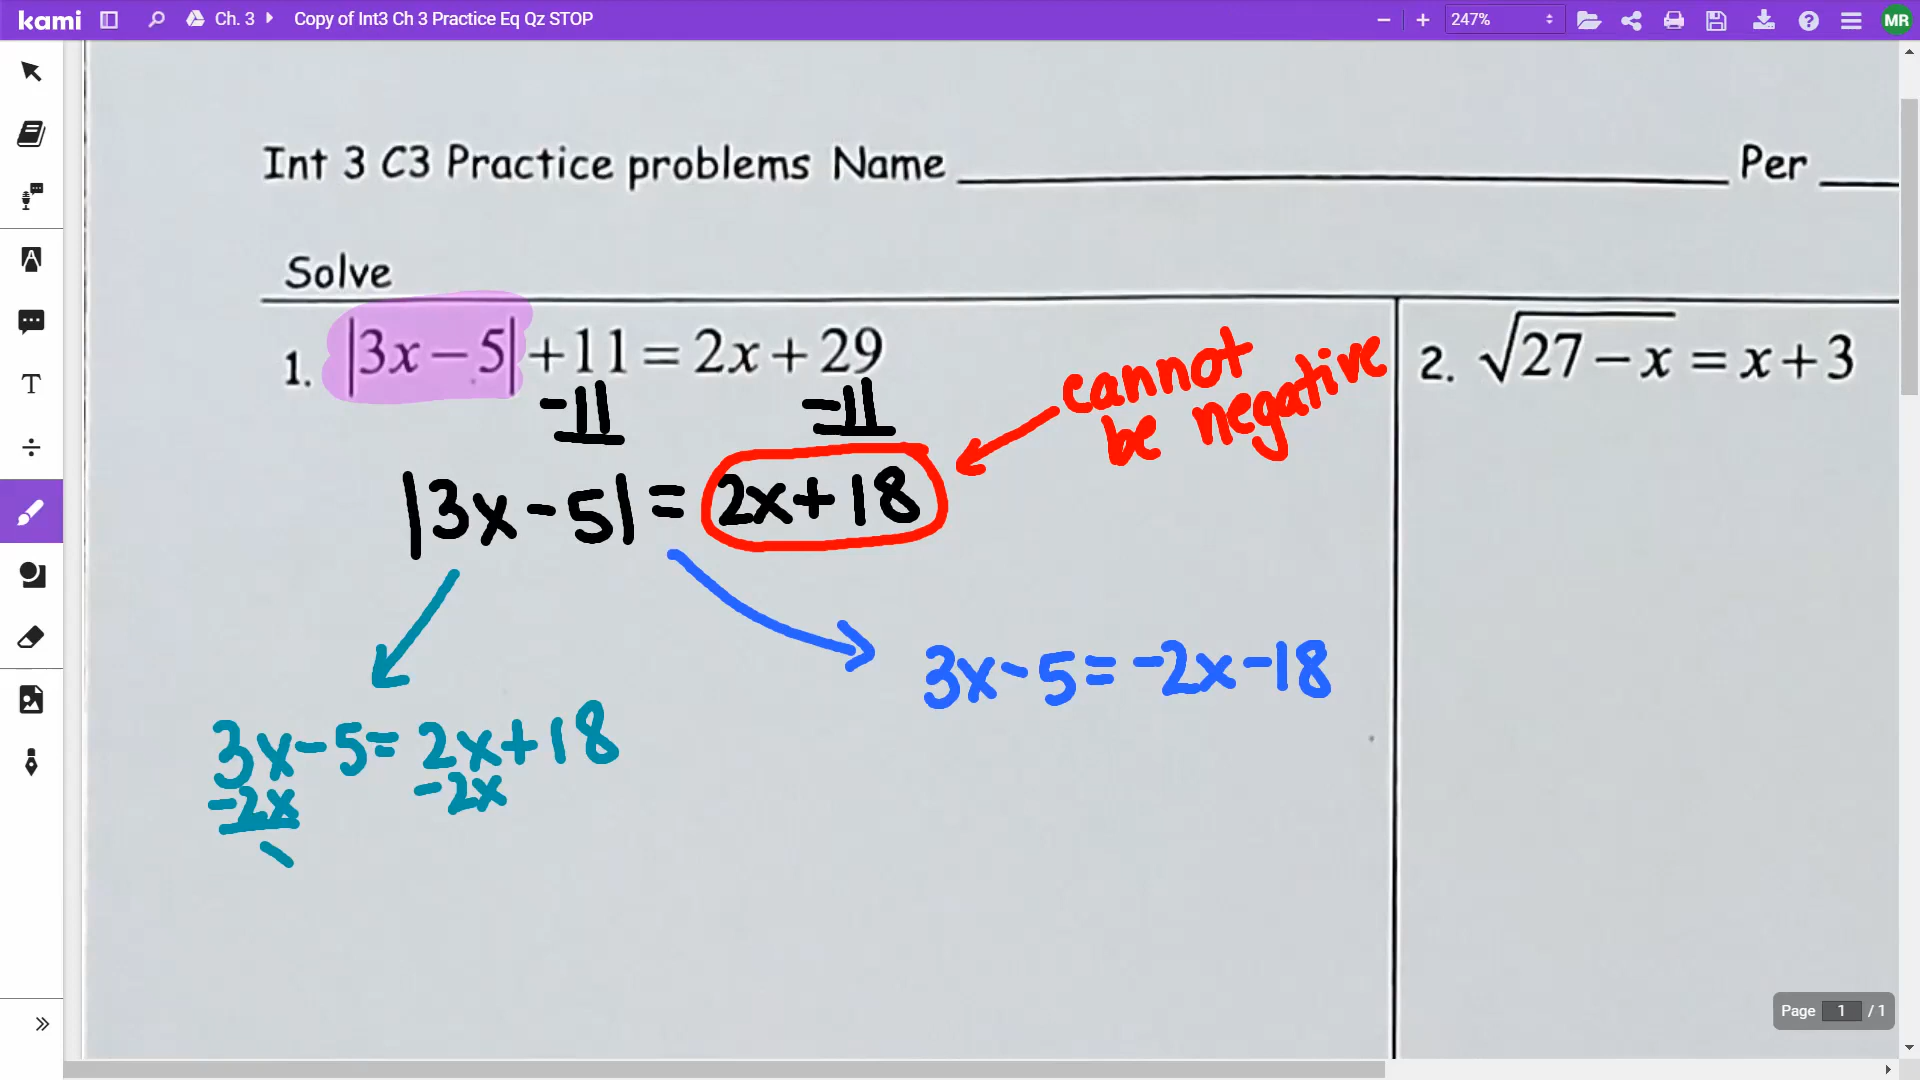 kami Ch. 3 Copy of Int3 Ch 3 Practice Eq Qz STOP 247% MR
Int 3 C3 Practice problems Name Per
Solve
1. |3x-5|+11=2x+29
-11 -11
cannot
be negative
|3x-5|=2x+18
3x-5=-2x-18
3x-5=2x+18
-2x -2x
2. √27-x=x+3
Page 1 / 1